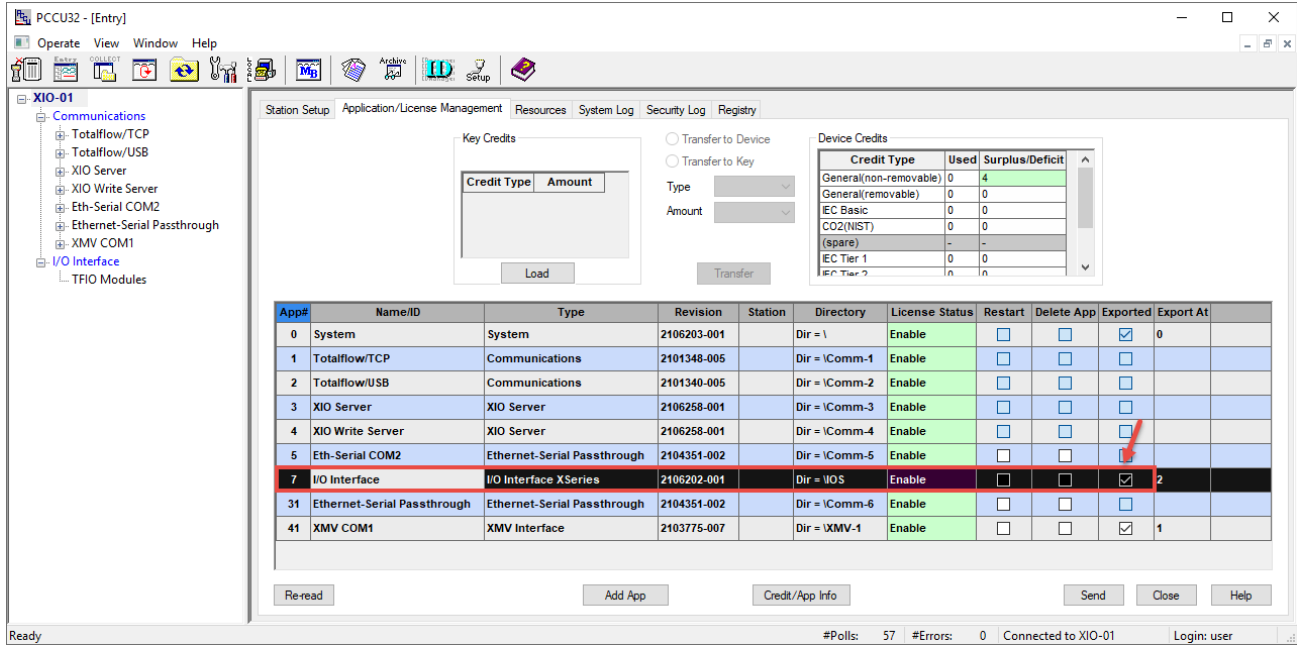 PCCU32 - [Entry]
Operate View Window Help
Entry COLLECT MB Archive ID Manager Setup
XIO-01
Communications
Totalflow/TCP
Totalflow/USB
XIO Server
XIO Write Server
Eth-Serial COM2
Ethernet-Serial Passthrough
XMV COM1
I/O Interface
TFIO Modules
Station Setup Application/License Management Resources System Log Security Log Registry
Key Credits
Credit Type Amount
Load
Transfer to Device
Transfer to Key
Type
Amount
Transfer
Device Credits
Credit Type Used Surplus/Deficit
General(non-removable) 0 4
General(removable) 0 0
IEC Basic 0 0
CO2(NIST) 0 0
(spare) - -
IEC Tier 1 0 0
IEC Tier 2 0 0
App# Name/ID Type Revision Station Directory License Status Restart Delete App Exported Export At
0 System System 2106203-001 Dir = \ Enable 0
1 Totalflow/TCP Communications 2101348-005 Dir = \Comm-1 Enable
2 Totalflow/USB Communications 2101340-005 Dir = \Comm-2 Enable
3 XIO Server XIO Server 2106258-001 Dir = \Comm-3 Enable
4 XIO Write Server XIO Server 2106258-001 Dir = \Comm-4 Enable
5 Eth-Serial COM2 Ethernet-Serial Passthrough 2104351-002 Dir = \Comm-5 Enable
7 I/O Interface I/O Interface XSeries 2106202-001 Dir = \IOS Enable 2
31 Ethernet-Serial Passthrough Ethernet-Serial Passthrough 2104351-002 Dir = \Comm-6 Enable
41 XMV COM1 XMV Interface 2103775-007 Dir = \XMV-1 Enable 1
Re-read Add App Credit/App Info Send Close Help
Ready #Polls: 57 #Errors: 0 Connected to XIO-01 Login: user